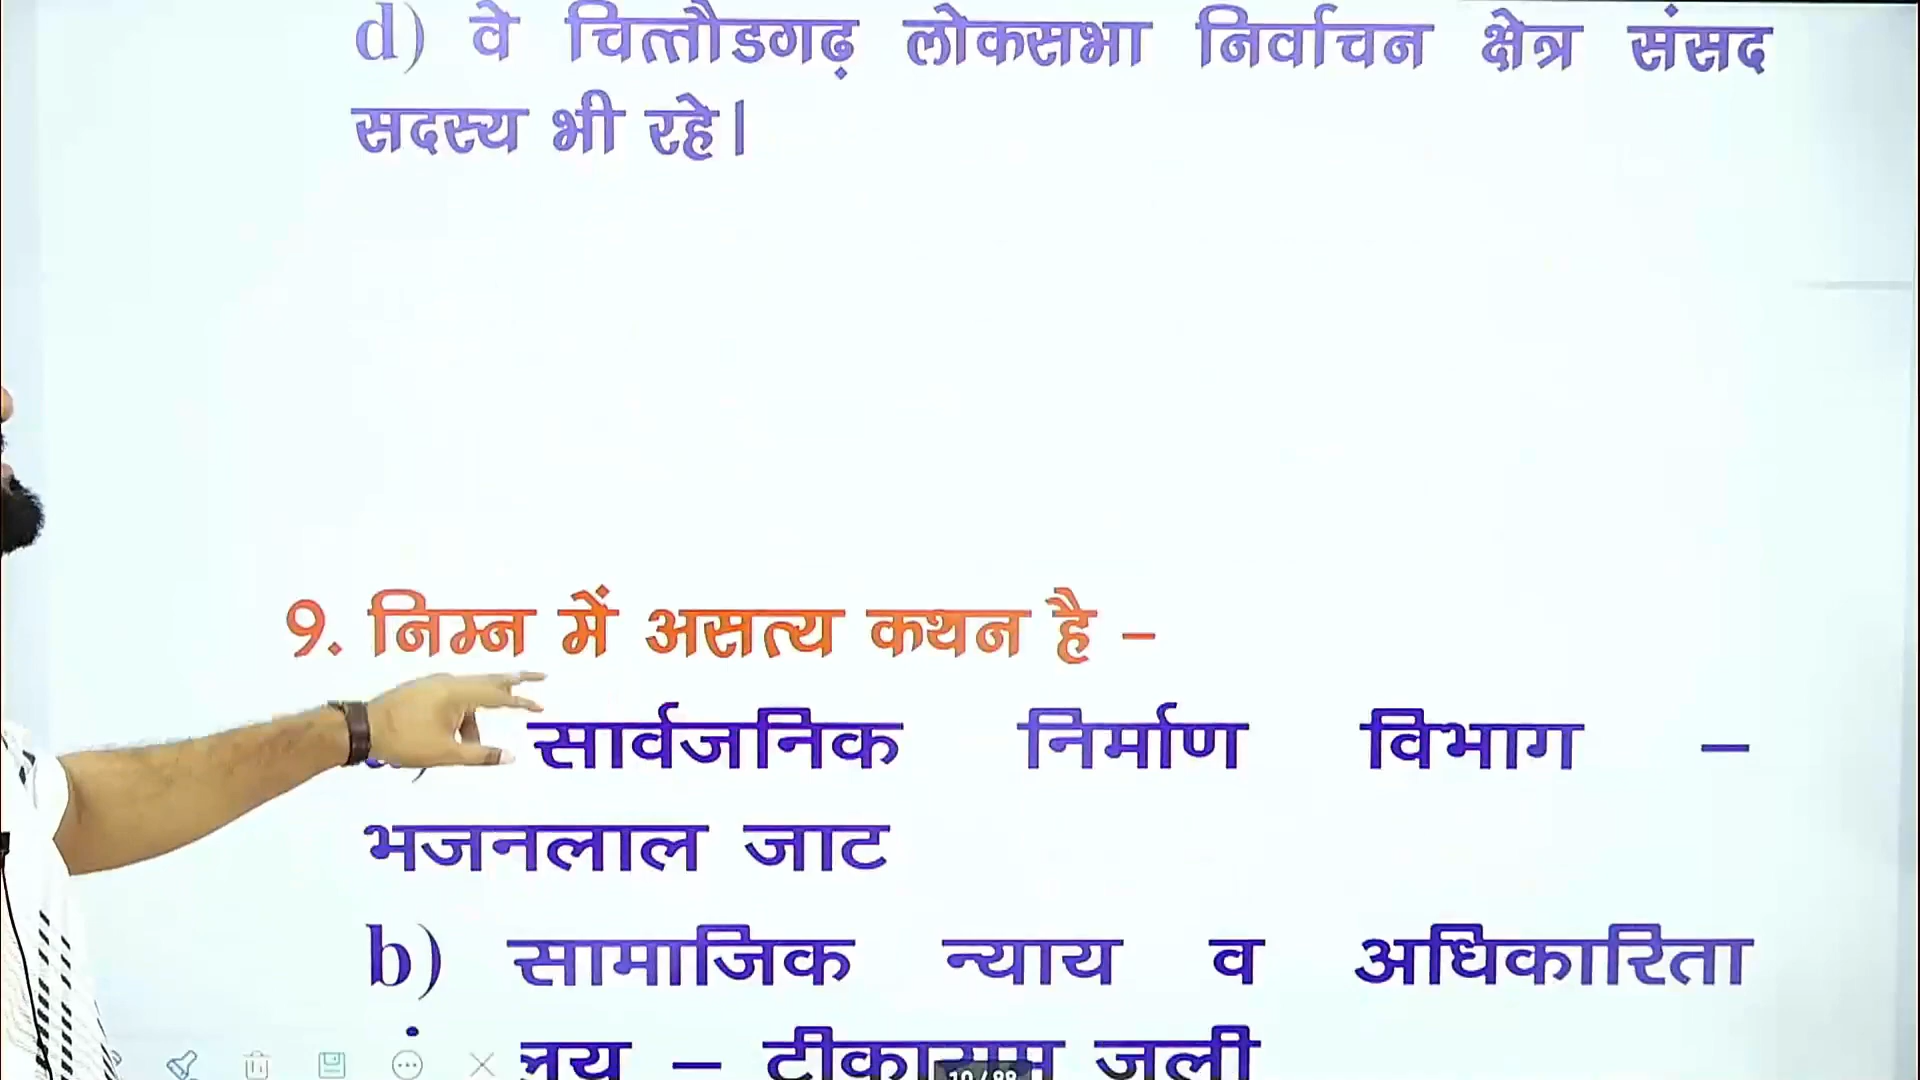 d) वे चित्तौडगढ़ लोकसभा निर्वाचन क्षेत्र संसद
सदस्य भी रहे।
9. निम्न में असत्य कथन है –
सार्वजनिक निर्माण विभाग –
भजनलाल जाट
b) सामाजिक न्याय व अधिकारिता
– टीकाराम जूली